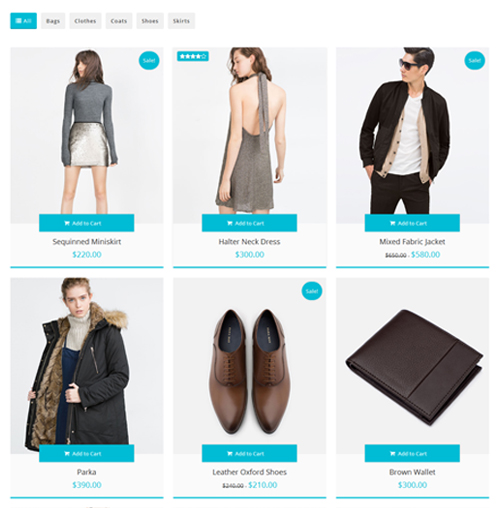 All Bags Clothes Coats Shoes Skirts
Sale!
Sale!
Add to Cart
Add to Cart
Add to Cart
Sequinned Miniskirt
Halter Neck Dress
Mixed Fabric Jacket
$220.00
$300.00
$650.00 - $580.00
Sale!
Add to Cart
Add to Cart
Add to Cart
Parka
Leather Oxford Shoes
Brown Wallet
$390.00
$240.00 - $210.00
$300.00